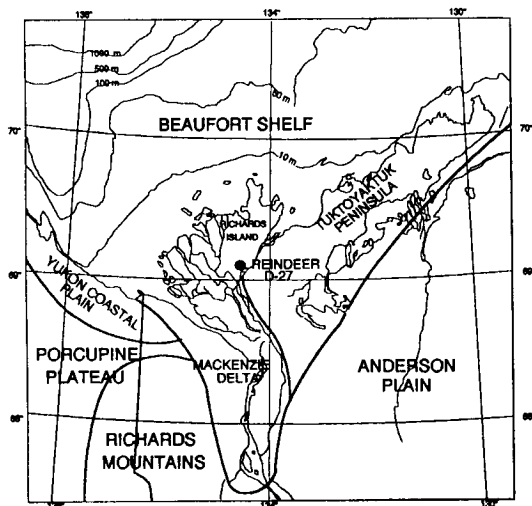 138°
134°
130°
1000 m
500 m
100 m
70°
BEAUFORT SHELF
70°
10 m
TUKTOYAKTUK
PENINSULA
RICHARDS
ISLAND
REINDEER
D-27
69°
69°
YUKON COASTAL
PLAIN
PORCUPINE
PLATEAU
MACKENZIE
DELTA
ANDERSON
PLAIN
68°
68°
RICHARDS
MOUNTAINS
134°